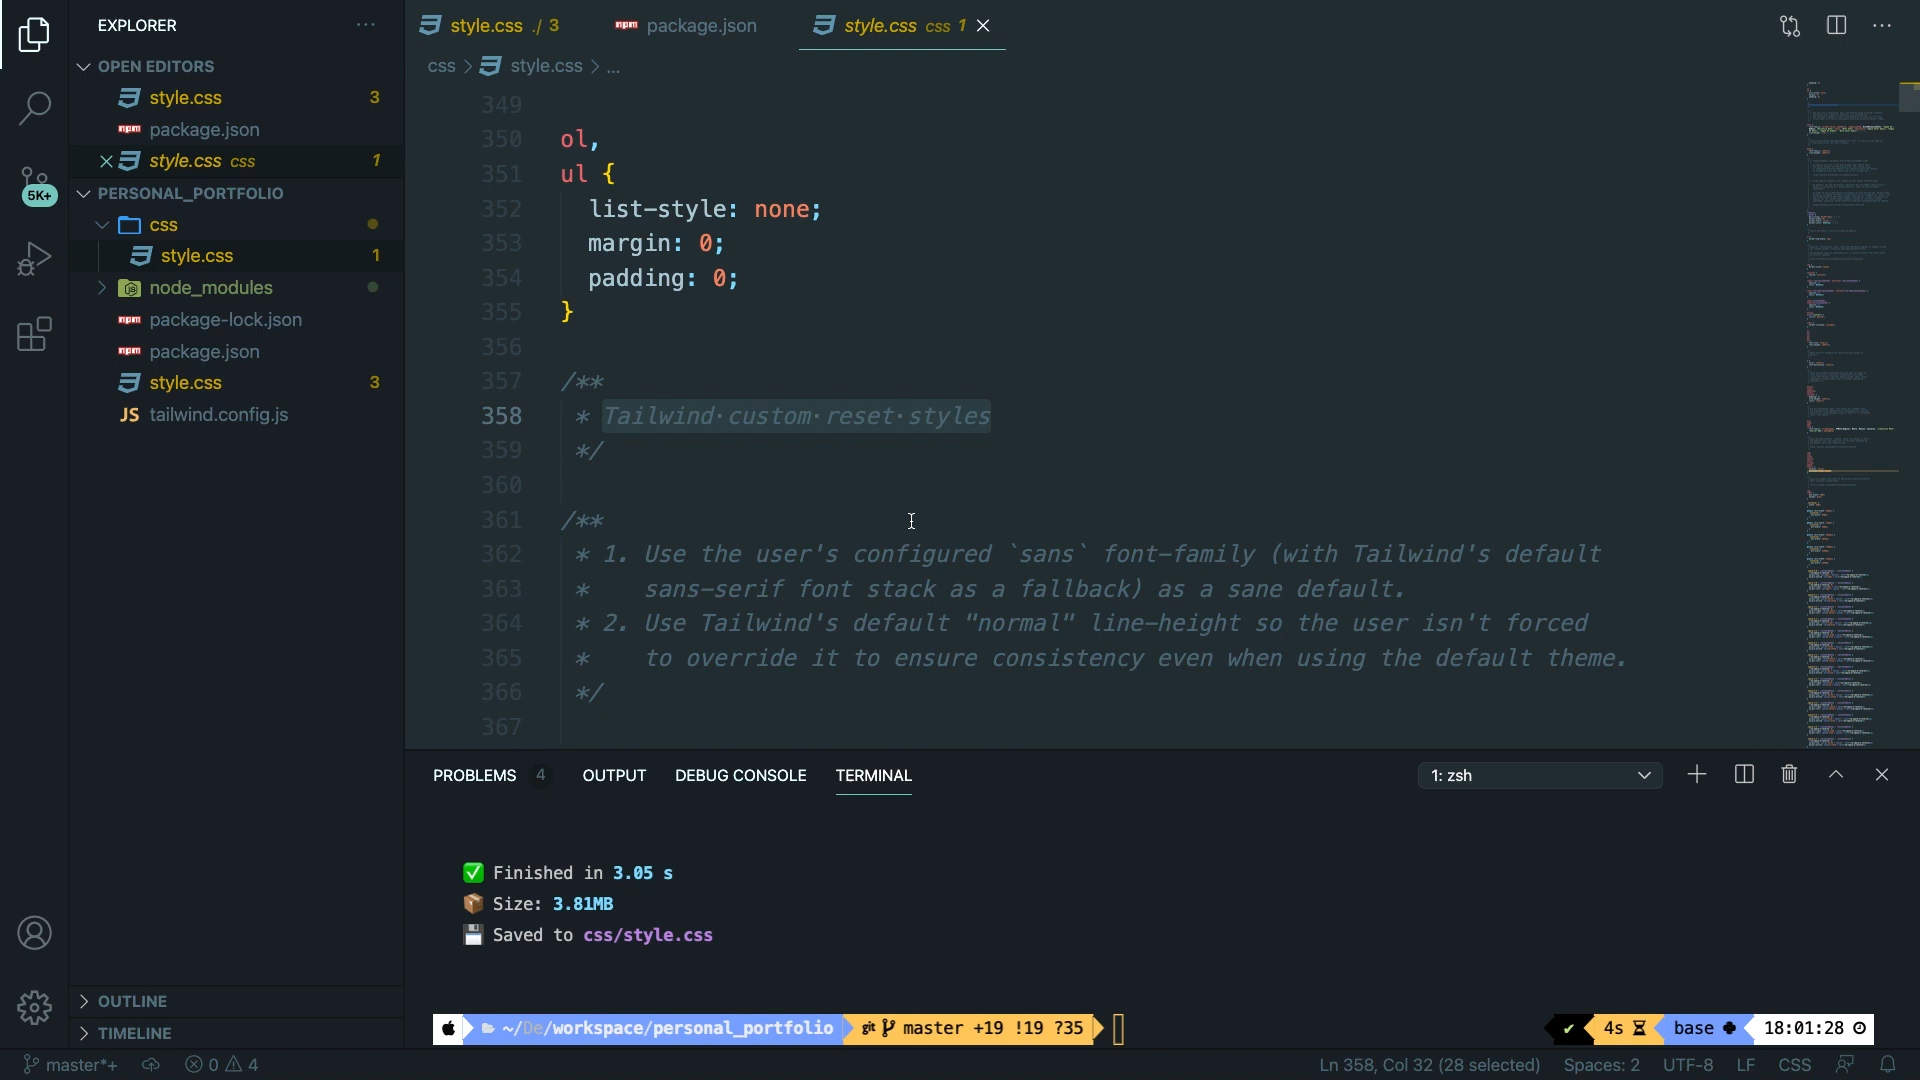 EXPLORER
OPEN EDITORS
style.css 3
package.json
style.css css 1
PERSONAL_PORTFOLIO
css
style.css 1
node_modules
package-lock.json
package.json
style.css 3
JS tailwind.config.js
OUTLINE
TIMELINE
5K+
style.css ./ 3
package.json
style.css css 1
css > style.css > ...
349
350 ol,
351 ul {
352 list-style: none;
353 margin: 0;
354 padding: 0;
355 }
356
357 /**
358 * Tailwind·custom·reset·styles
359 */
360
361 /**
362 * 1. Use the user's configured `sans` font-family (with Tailwind's default
363 * sans-serif font stack as a fallback) as a sane default.
364 * 2. Use Tailwind's default "normal" line-height so the user isn't forced
365 * to override it to ensure consistency even when using the default theme.
366 */
367
PROBLEMS 4 OUTPUT DEBUG CONSOLE TERMINAL 1: zsh
✅ Finished in 3.05 s
📦 Size: 3.81MB
💾 Saved to css/style.css
~/De/workspace/personal_portfolio git master +19 !19 ?35 ✔ 4s base 18:01:28
master*+ 0 4 Ln 358, Col 32 (28 selected) Spaces: 2 UTF-8 LF CSS